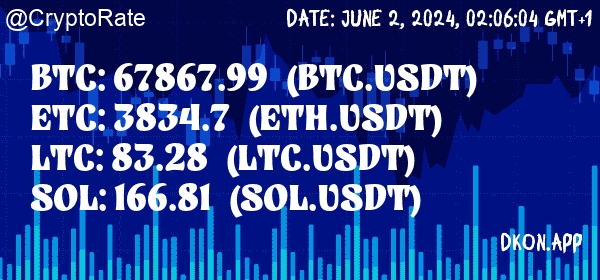 @CryptoRate
DATE: JUNE 2, 2024, 02:06:04 GMT+1
BTC: 67867.99 (BTC.USDT)
ETC: 3834.7 (ETH.USDT)
LTC: 83.28 (LTC.USDT)
SOL: 166.81 (SOL.USDT)
DKON.APP